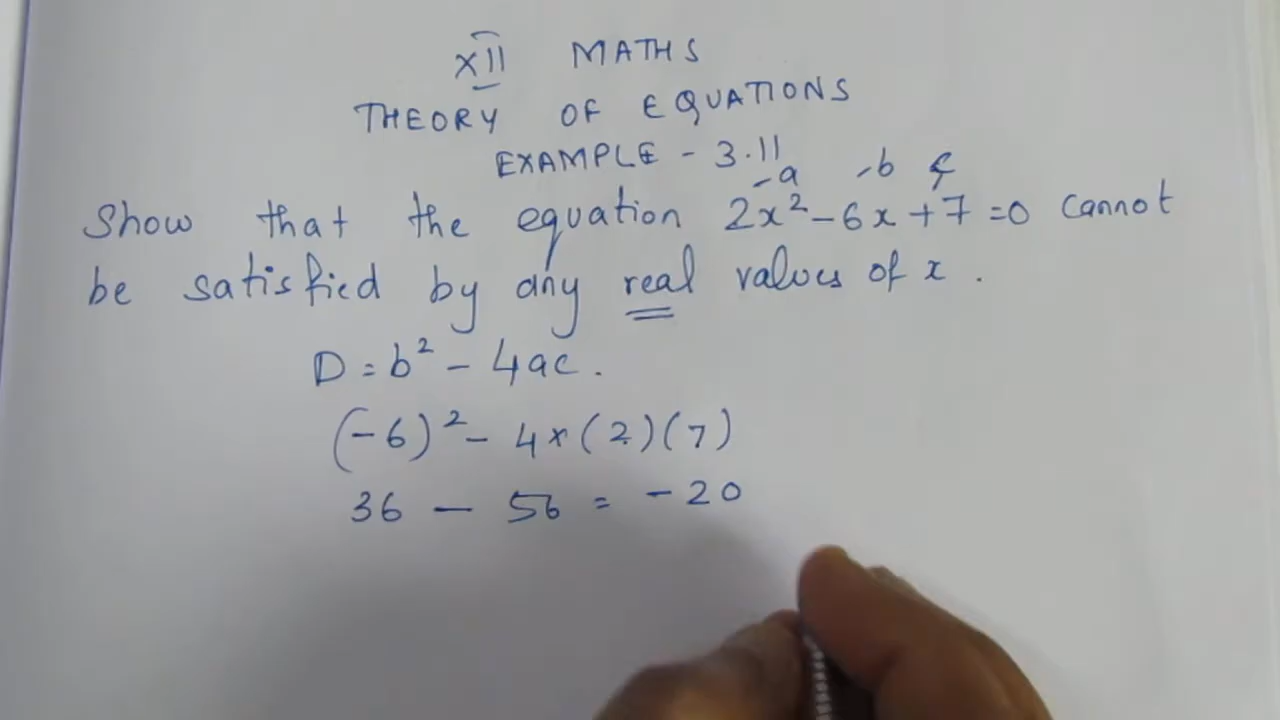 XII MATHS
THEORY OF EQUATIONS
EXAMPLE - 3.11
a b c
Show that the equation 2x² - 6x + 7 = 0 cannot
be satisfied by any real values of x .
D = b² - 4ac .
(-6)² - 4 × (2)(7)
36 - 56 = -20